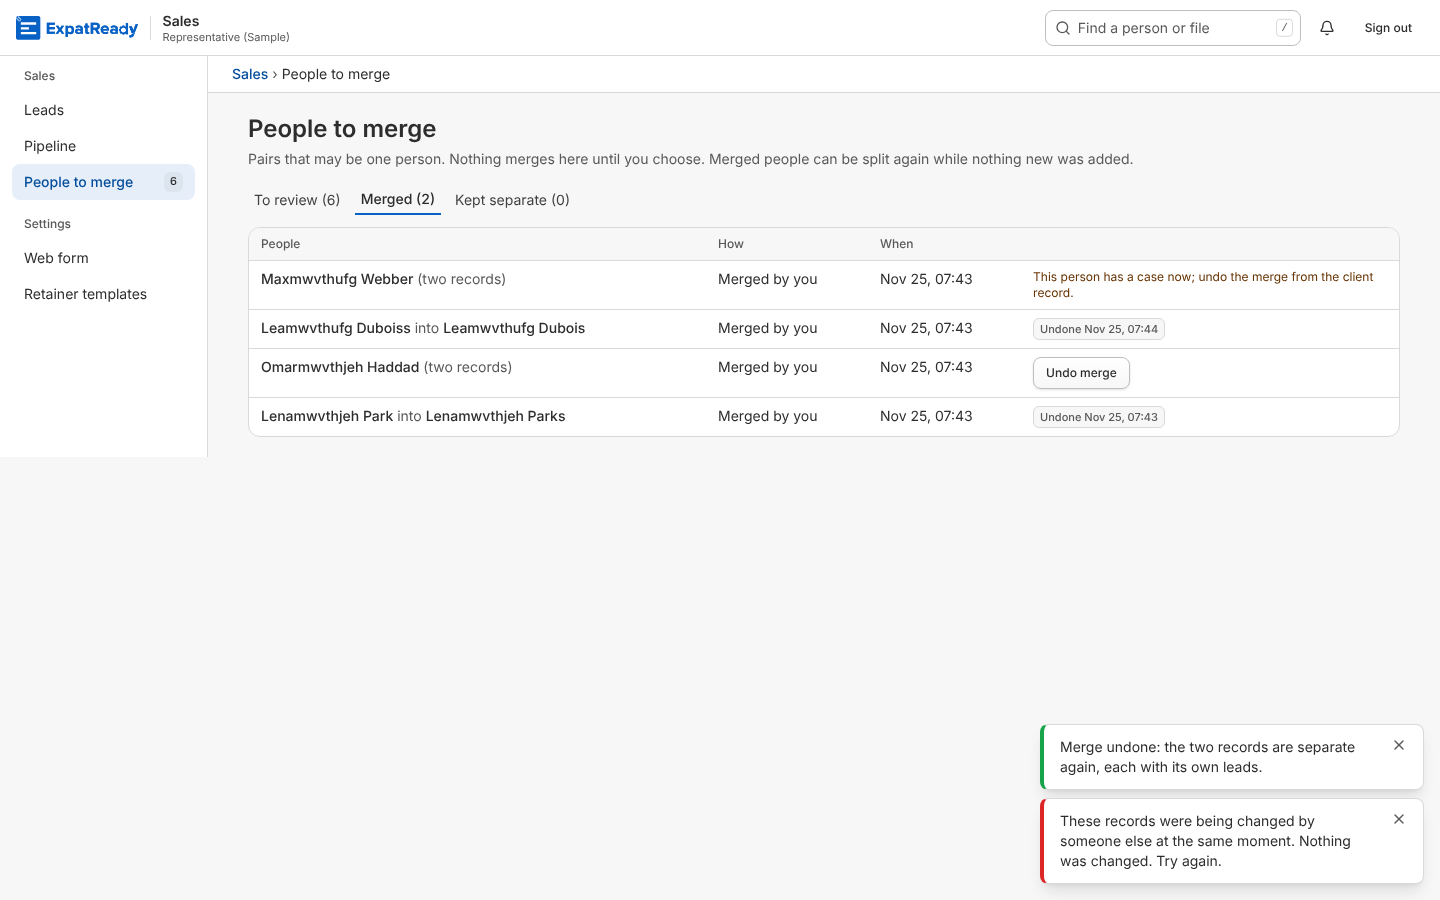 ExpatReady
Sales
Representative (Sample)
Find a person or file
/
Sign out
Sales
Leads
Pipeline
People to merge 6
Settings
Web form
Retainer templates
Sales › People to merge
People to merge
Pairs that may be one person. Nothing merges here until you choose. Merged people can be split again while nothing new was added.
To review (6) Merged (2) Kept separate (0)
People How When
Maxmwvthufg Webber (two records) Merged by you Nov 25, 07:43 This person has a case now; undo the merge from the client
record.
Leamwvthufg Duboiss into Leamwvthufg Dubois Merged by you Nov 25, 07:43 Undone Nov 25, 07:44
Omarmwvthjeh Haddad (two records) Merged by you Nov 25, 07:43 Undo merge
Lenamwvthjeh Park into Lenamwvthjeh Parks Merged by you Nov 25, 07:43 Undone Nov 25, 07:43
Merge undone: the two records are separate
again, each with its own leads.
These records were being changed by
someone else at the same moment. Nothing
was changed. Try again.